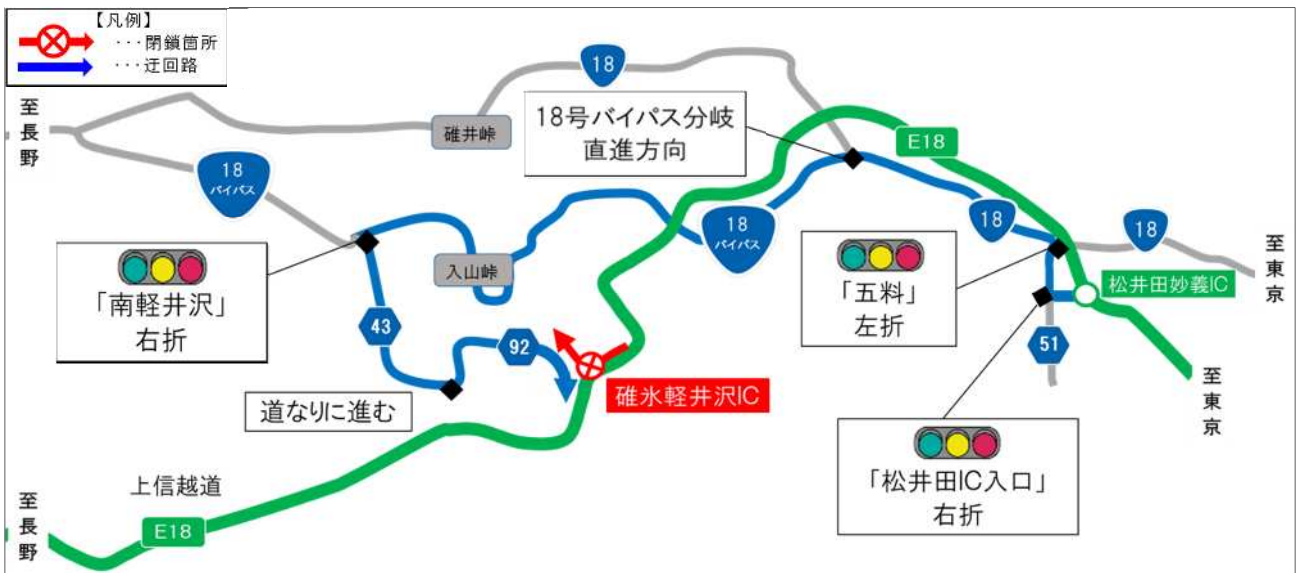 【凡例】
・・・閉鎖箇所
・・・迂回路
至長野
18
18号バイパス分岐
直進方向
碓井峠
E18
18
バイパス
18
バイパス
18
18
至東京
「南軽井沢」
右折
入山峠
「五料」
左折
松井田妙義IC
43
92
51
碓氷軽井沢IC
道なりに進む
至東京
「松井田IC入口」
右折
上信越道
至長野
E18